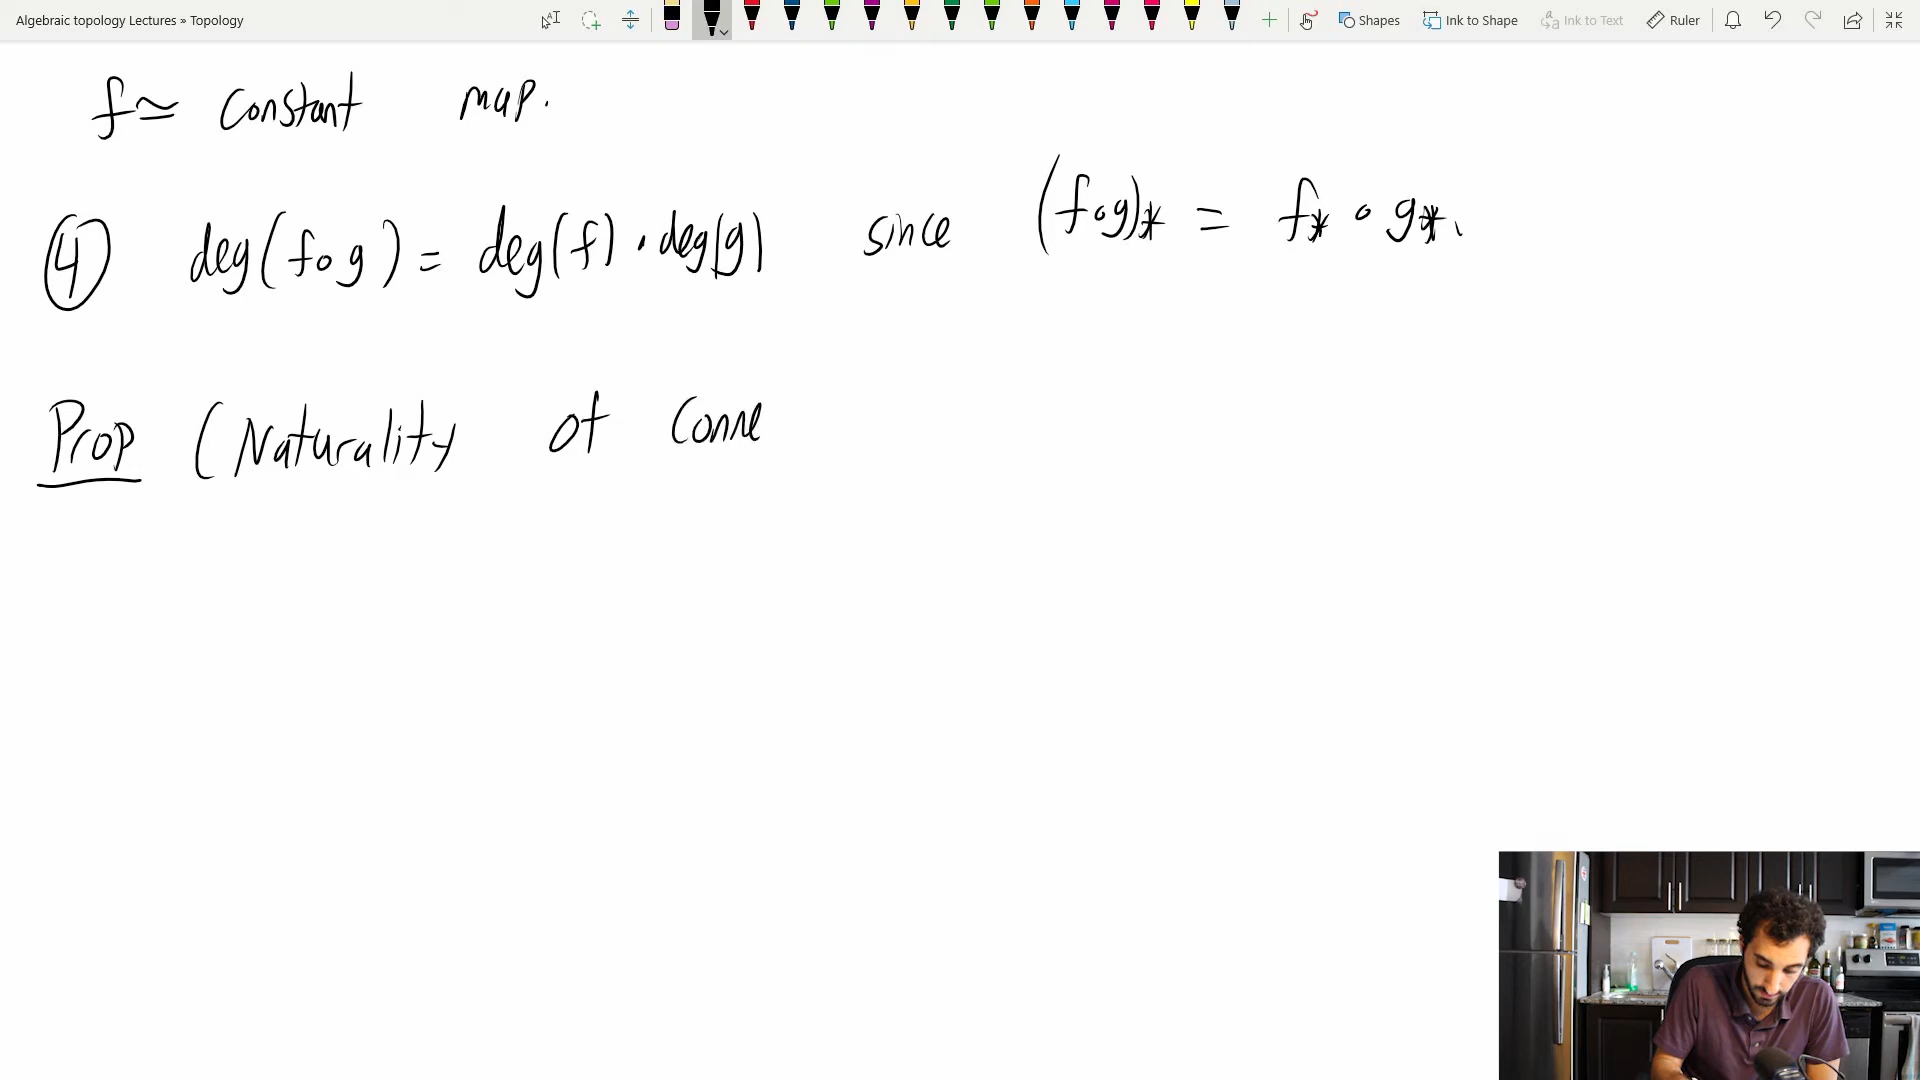 Algebraic topology Lectures » Topology
Shapes Ink to Shape Ink to Text Ruler
f ≃ constant map.
④ deg(f∘g) = deg(f)·deg(g) since (f∘g)* = f* ∘ g*.
Prop (Naturality of Conne